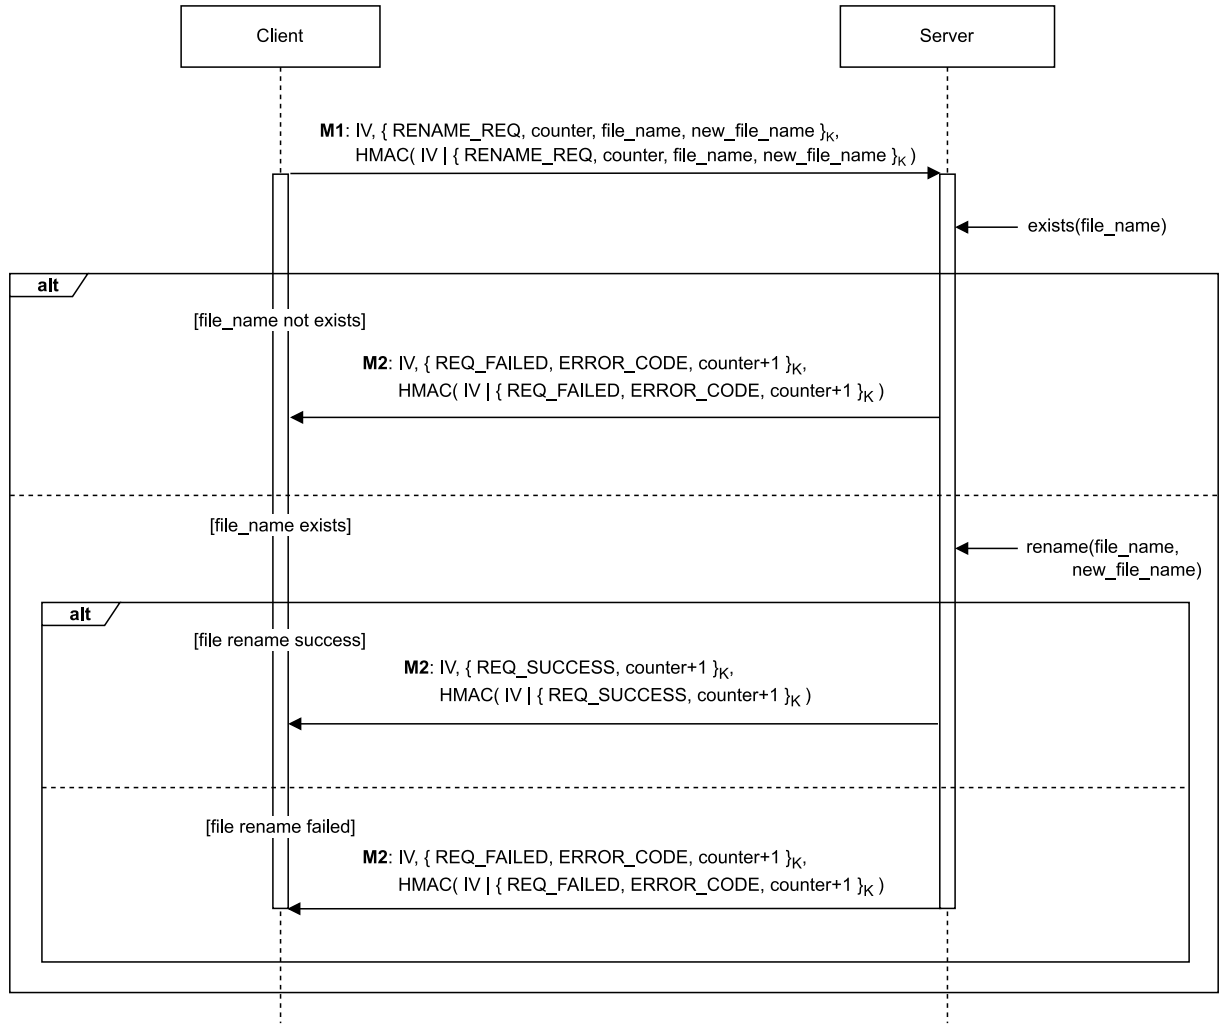 Client
Server
M1: IV, { RENAME_REQ, counter, file_name, new_file_name }K,
HMAC( IV | { RENAME_REQ, counter, file_name, new_file_name }K )
exists(file_name)
alt
[file_name not exists]
M2: IV, { REQ_FAILED, ERROR_CODE, counter+1 }K,
HMAC( IV | { REQ_FAILED, ERROR_CODE, counter+1 }K )
[file_name exists]
rename(file_name,
new_file_name)
alt
[file rename success]
M2: IV, { REQ_SUCCESS, counter+1 }K,
HMAC( IV | { REQ_SUCCESS, counter+1 }K )
[file rename failed]
M2: IV, { REQ_FAILED, ERROR_CODE, counter+1 }K,
HMAC( IV | { REQ_FAILED, ERROR_CODE, counter+1 }K )